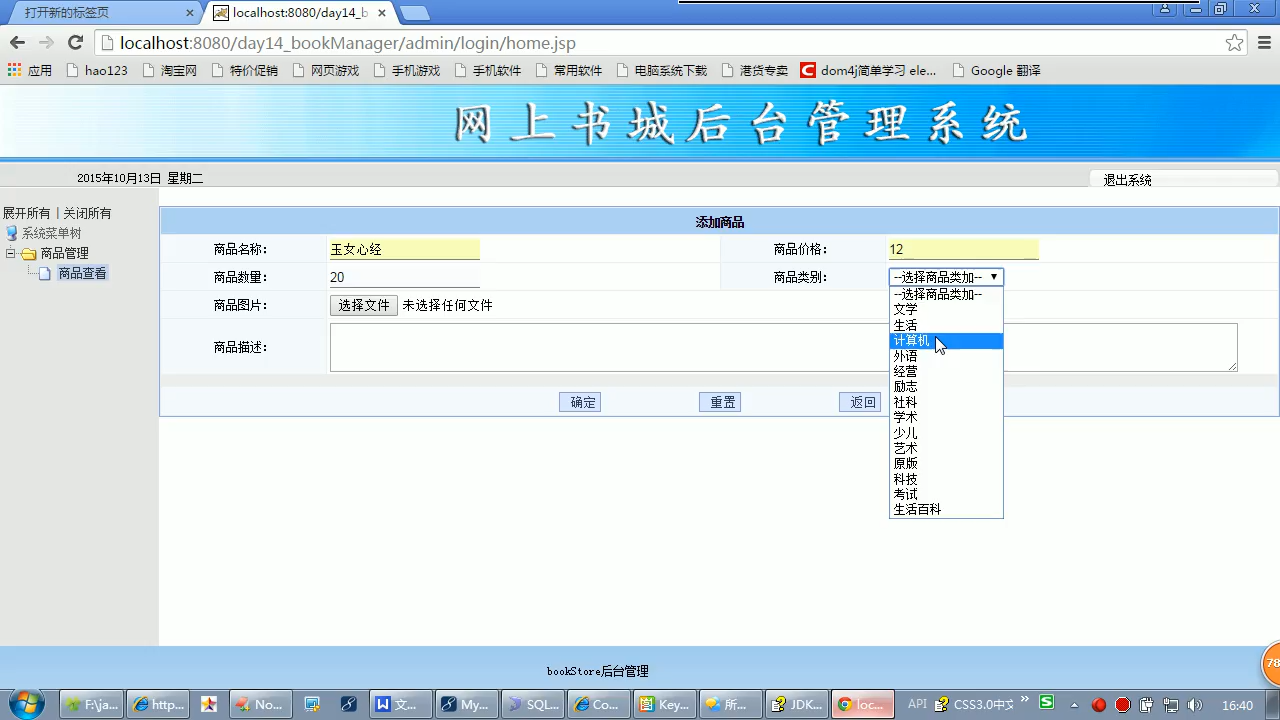 打开新的标签页
localhost:8080/day14_b
localhost:8080/day14_bookManager/admin/login/home.jsp
应用 hao123 淘宝网 特价促销 网页游戏 手机游戏 手机软件 常用软件 电脑系统下载 港货专卖 dom4j简单学习 ele... Google 翻译
网上书城后台管理系统
2015年10月13日 星期二
退出系统
展开所有 | 关闭所有
系统菜单树
商品管理
商品查看
添加商品
商品名称: 玉女心经 商品价格: 12
商品数量: 20 商品类别: --选择商品类加--
商品图片: 选择文件 未选择任何文件
商品描述:
--选择商品类加--
文学
生活
计算机
外语
经营
励志
社科
学术
少儿
艺术
原版
科技
考试
生活百科
确定 重置 返回
bookStore后台管理
78
F:\ja... http... No... 文... My... SQL... Co... Key... 所... JDK... loc... API CSS3.0中文 16:40